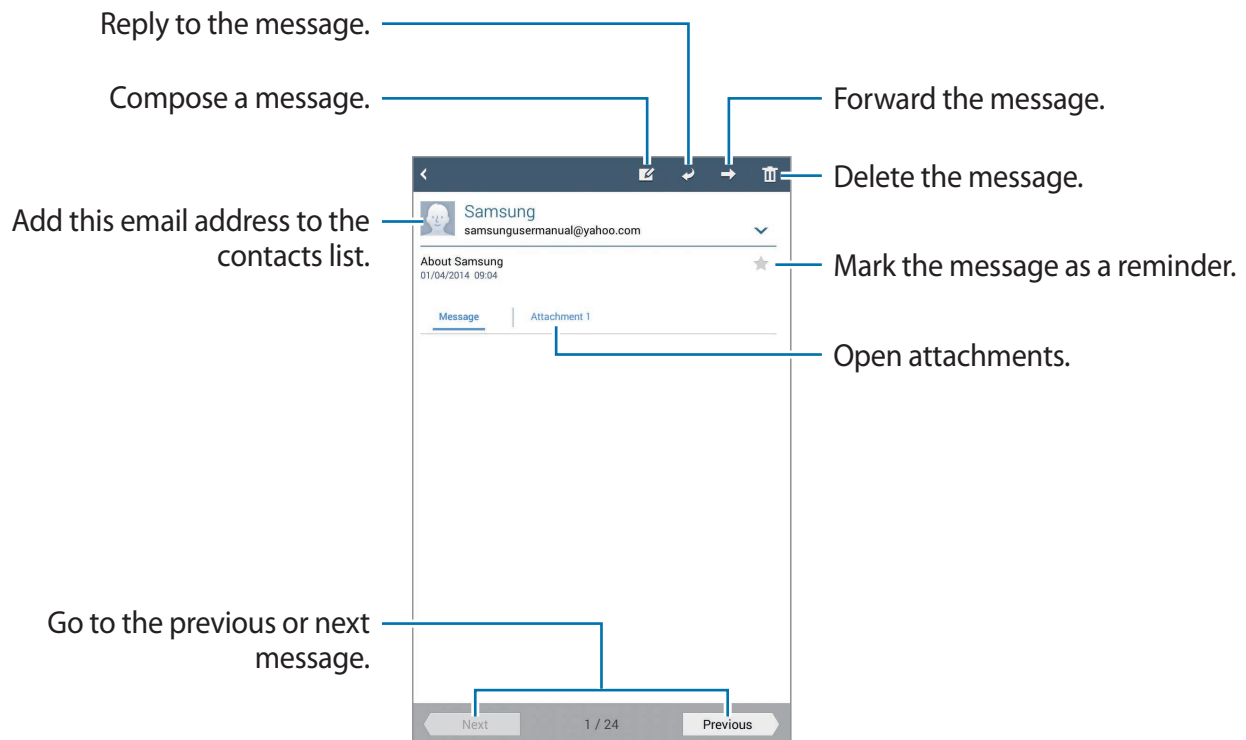 Reply to the message.
Compose a message.
Forward the message.
Delete the message.
Add this email address to the
contacts list.
Samsung
samsungusermanual@yahoo.com
About Samsung
01/04/2014 09:04
Mark the message as a reminder.
Message
Attachment 1
Open attachments.
Go to the previous or next
message.
Next
1 / 24
Previous